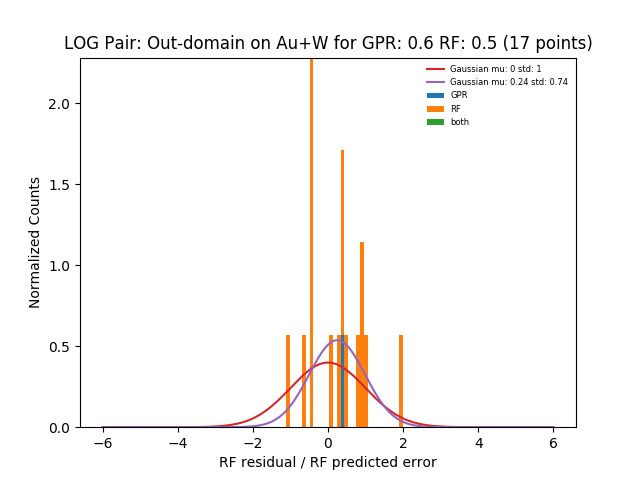 LOG Pair: Out-domain on Au+W for GPR: 0.6 RF: 0.5 (17 points)
Gaussian mu: 0 std: 1
Gaussian mu: 0.24 std: 0.74
GPR
RF
both
Normalized Counts
2.0
1.5
1.0
0.5
0.0
−6 −4 −2 0 2 4 6
RF residual / RF predicted error